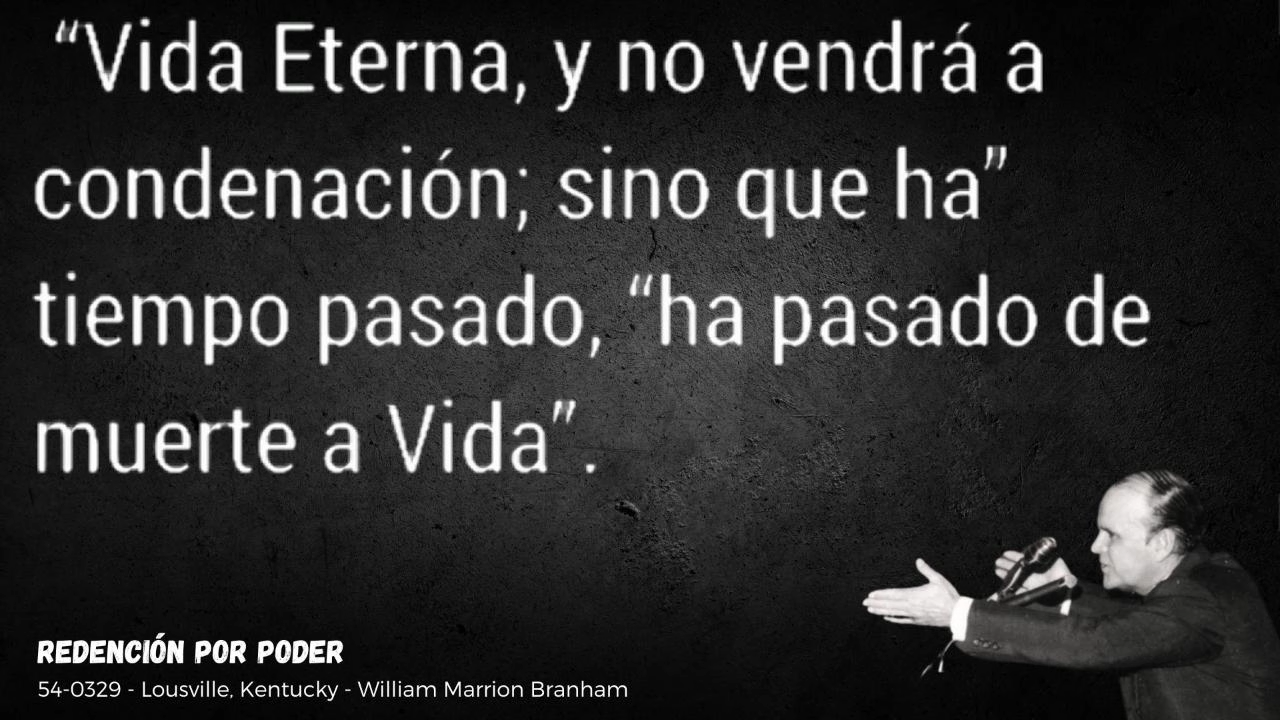 “Vida Eterna, y no vendrá a
condenación; sino que ha”
tiempo pasado, “ha pasado de
muerte a Vida”.
REDENCIÓN POR PODER
54-0329 - Lousville, Kentucky - William Marrion Branham